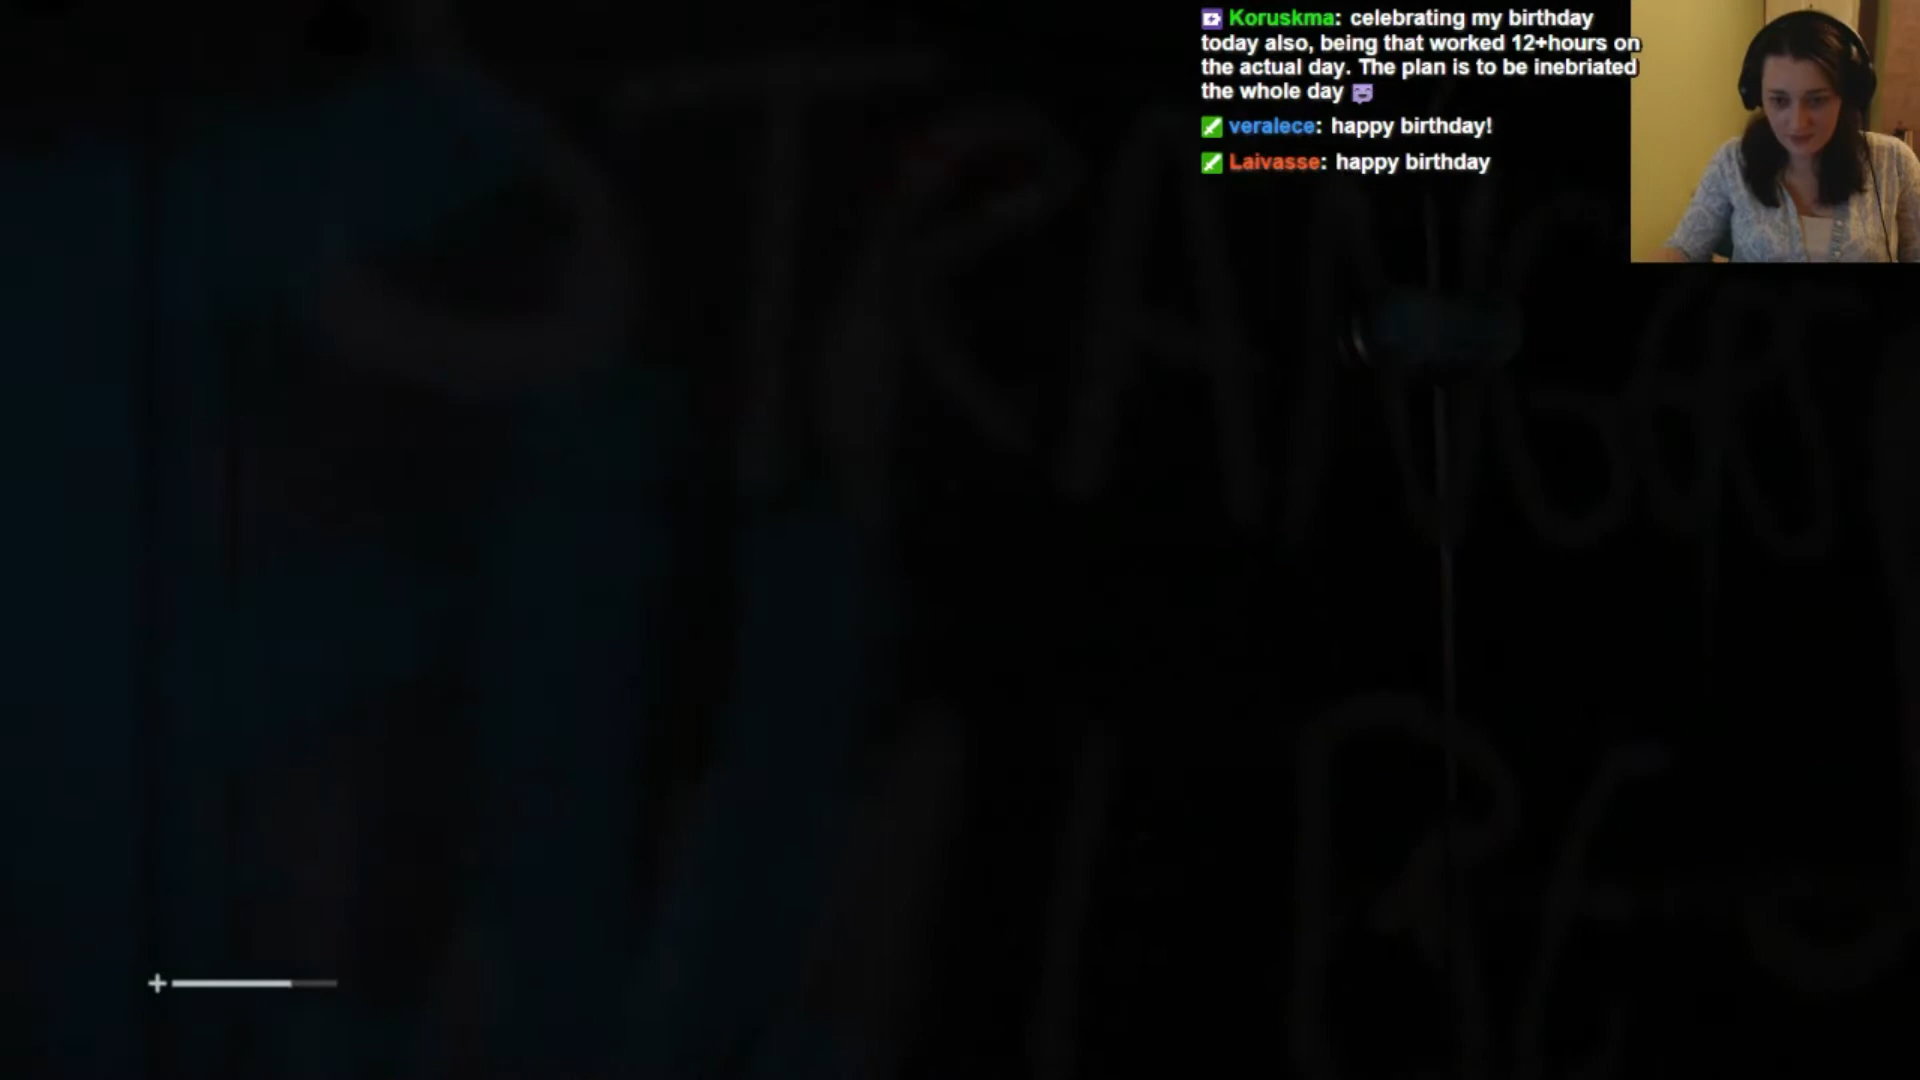 Koruskma: celebrating my birthday
today also, being that worked 12+hours on
the actual day. The plan is to be inebriated
the whole day
veralece: happy birthday!
Laivasse: happy birthday